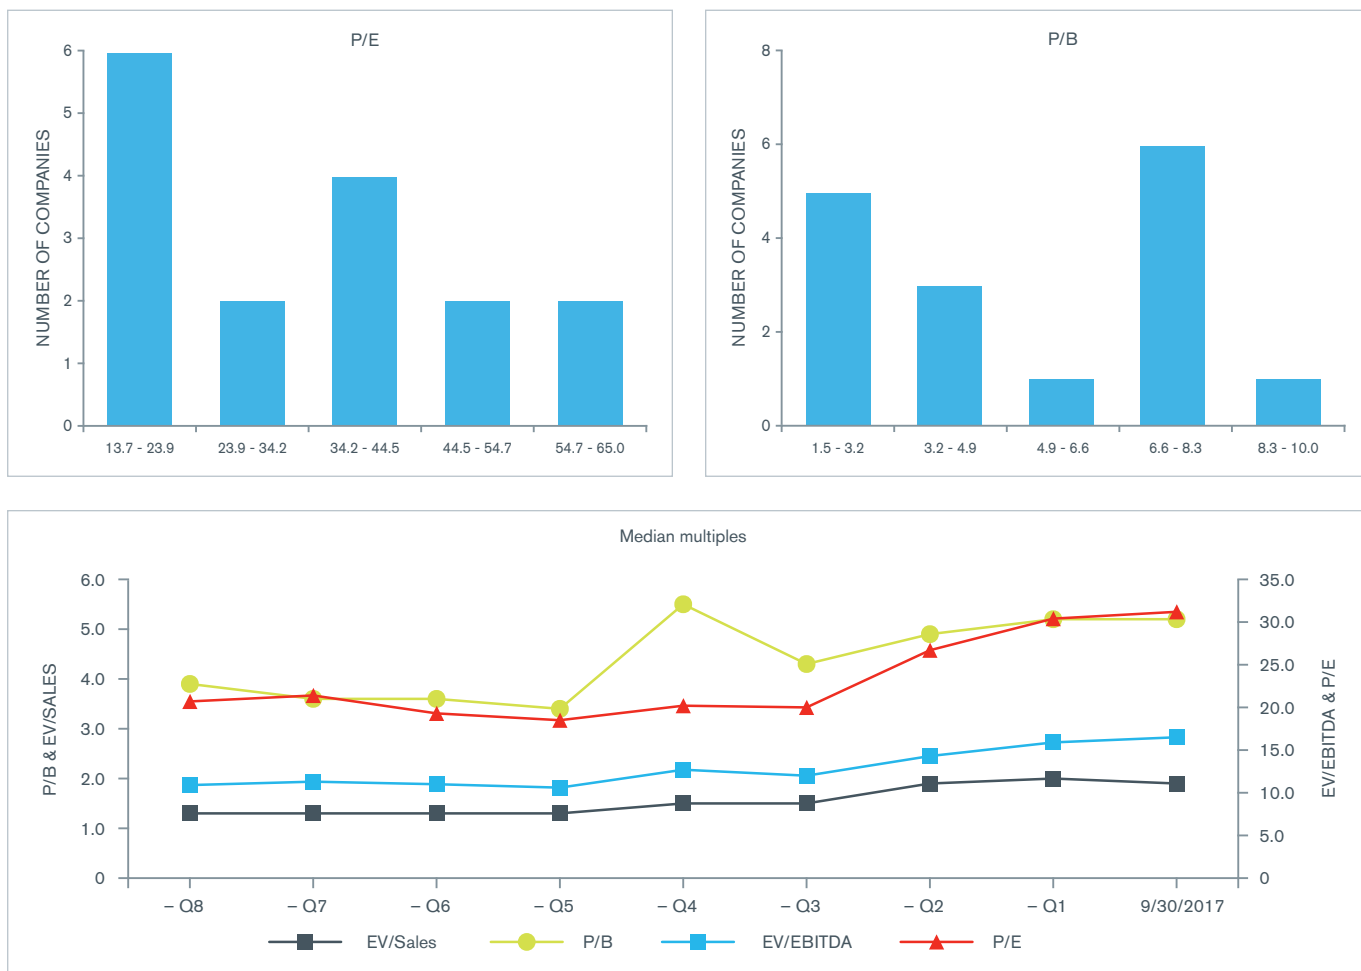 P/E
NUMBER OF COMPANIES
6
5
4
3
2
1
0
13.7 - 23.9
23.9 - 34.2
34.2 - 44.5
44.5 - 54.7
54.7 - 65.0
P/B
NUMBER OF COMPANIES
8
6
4
2
0
1.5 - 3.2
3.2 - 4.9
4.9 - 6.6
6.6 - 8.3
8.3 - 10.0
Median multiples
P/B & EV/SALES
6.0
5.0
4.0
3.0
2.0
1.0
0
EV/EBITDA & P/E
35.0
30.0
25.0
20.0
15.0
10.0
5.0
0
– Q8
– Q7
– Q6
– Q5
– Q4
– Q3
– Q2
– Q1
9/30/2017
EV/Sales
P/B
EV/EBITDA
P/E